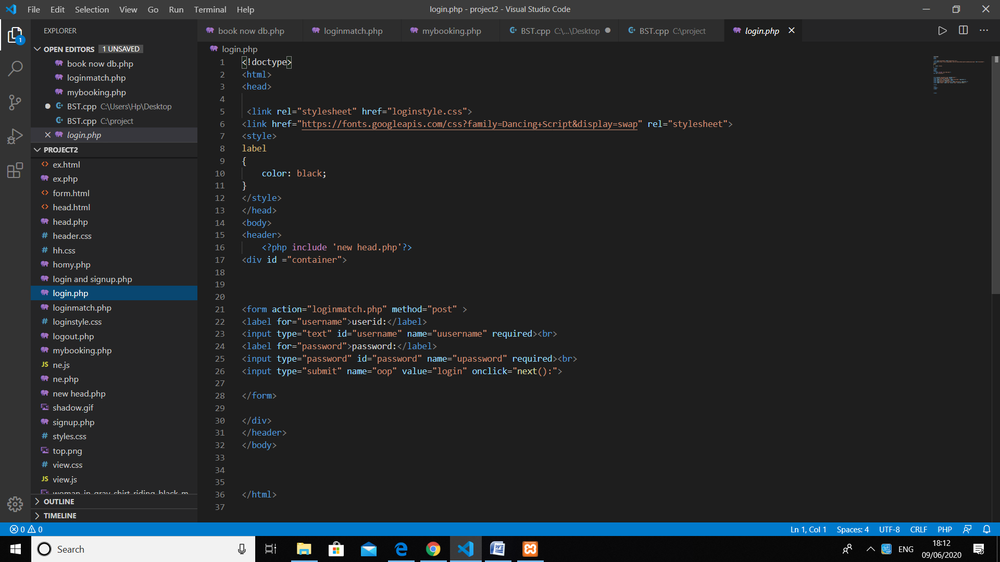 File Edit Selection View Go Run Terminal Help
login.php - project2 - Visual Studio Code
EXPLORER
OPEN EDITORS 1 UNSAVED
book now db.php
loginmatch.php
mybooking.php
BST.cpp C:\Users\Hp\Desktop
BST.cpp C:\project
login.php
PROJECT2
ex.html
ex.php
form.html
head.html
head.php
header.css
hh.css
homy.php
login and signup.php
login.php
loginmatch.php
loginstyle.css
logout.php
mybooking.php
ne.js
ne.php
new head.php
shadow.gif
signup.php
styles.css
top.png
view.css
view.js
woman-in-gray-shirt-riding-black-m
OUTLINE
TIMELINE
book now db.php loginmatch.php mybooking.php BST.cpp C:\...\Desktop BST.cpp C:\project login.php
login.php
1 <!doctype>
2 <html>
3 <head>
4
5 <link rel="stylesheet" href="loginstyle.css">
6 <link href="https://fonts.googleapis.com/css?family=Dancing+Script&display=swap" rel="stylesheet">
7 <style>
8 label
9 {
10 color: black;
11 }
12 </style>
13 </head>
14 <body>
15 <header>
16 <?php include 'new head.php'?>
17 <div id ="container">
18
19
20
21 <form action="loginmatch.php" method="post" >
22 <label for="username">userid:</label>
23 <input type="text" id="username" name="uusername" required><br>
24 <label for="password">password:</label>
25 <input type="password" id="password" name="upassword" required><br>
26 <input type="submit" name="oop" value="login" onclick="next():">
27
28 </form>
29
30 </div>
31 </header>
32 </body>
33
34
35
36 </html>
37
1
0 0
Ln 1, Col 1 Spaces: 4 UTF-8 CRLF PHP
Search
ENG
18:12
09/06/2020